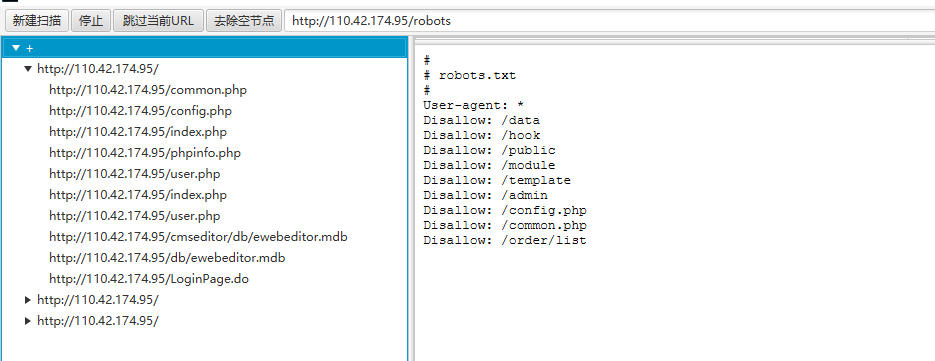 新建扫描 停止 跳过当前URL 去除空节点 http://110.42.174.95/robots
+
http://110.42.174.95/
http://110.42.174.95/common.php
http://110.42.174.95/config.php
http://110.42.174.95/index.php
http://110.42.174.95/phpinfo.php
http://110.42.174.95/user.php
http://110.42.174.95/index.php
http://110.42.174.95/user.php
http://110.42.174.95/cmseditor/db/ewebeditor.mdb
http://110.42.174.95/db/ewebeditor.mdb
http://110.42.174.95/LoginPage.do
http://110.42.174.95/
http://110.42.174.95/
#
# robots.txt
#
User-agent: *
Disallow: /data
Disallow: /hook
Disallow: /public
Disallow: /module
Disallow: /template
Disallow: /admin
Disallow: /config.php
Disallow: /common.php
Disallow: /order/list